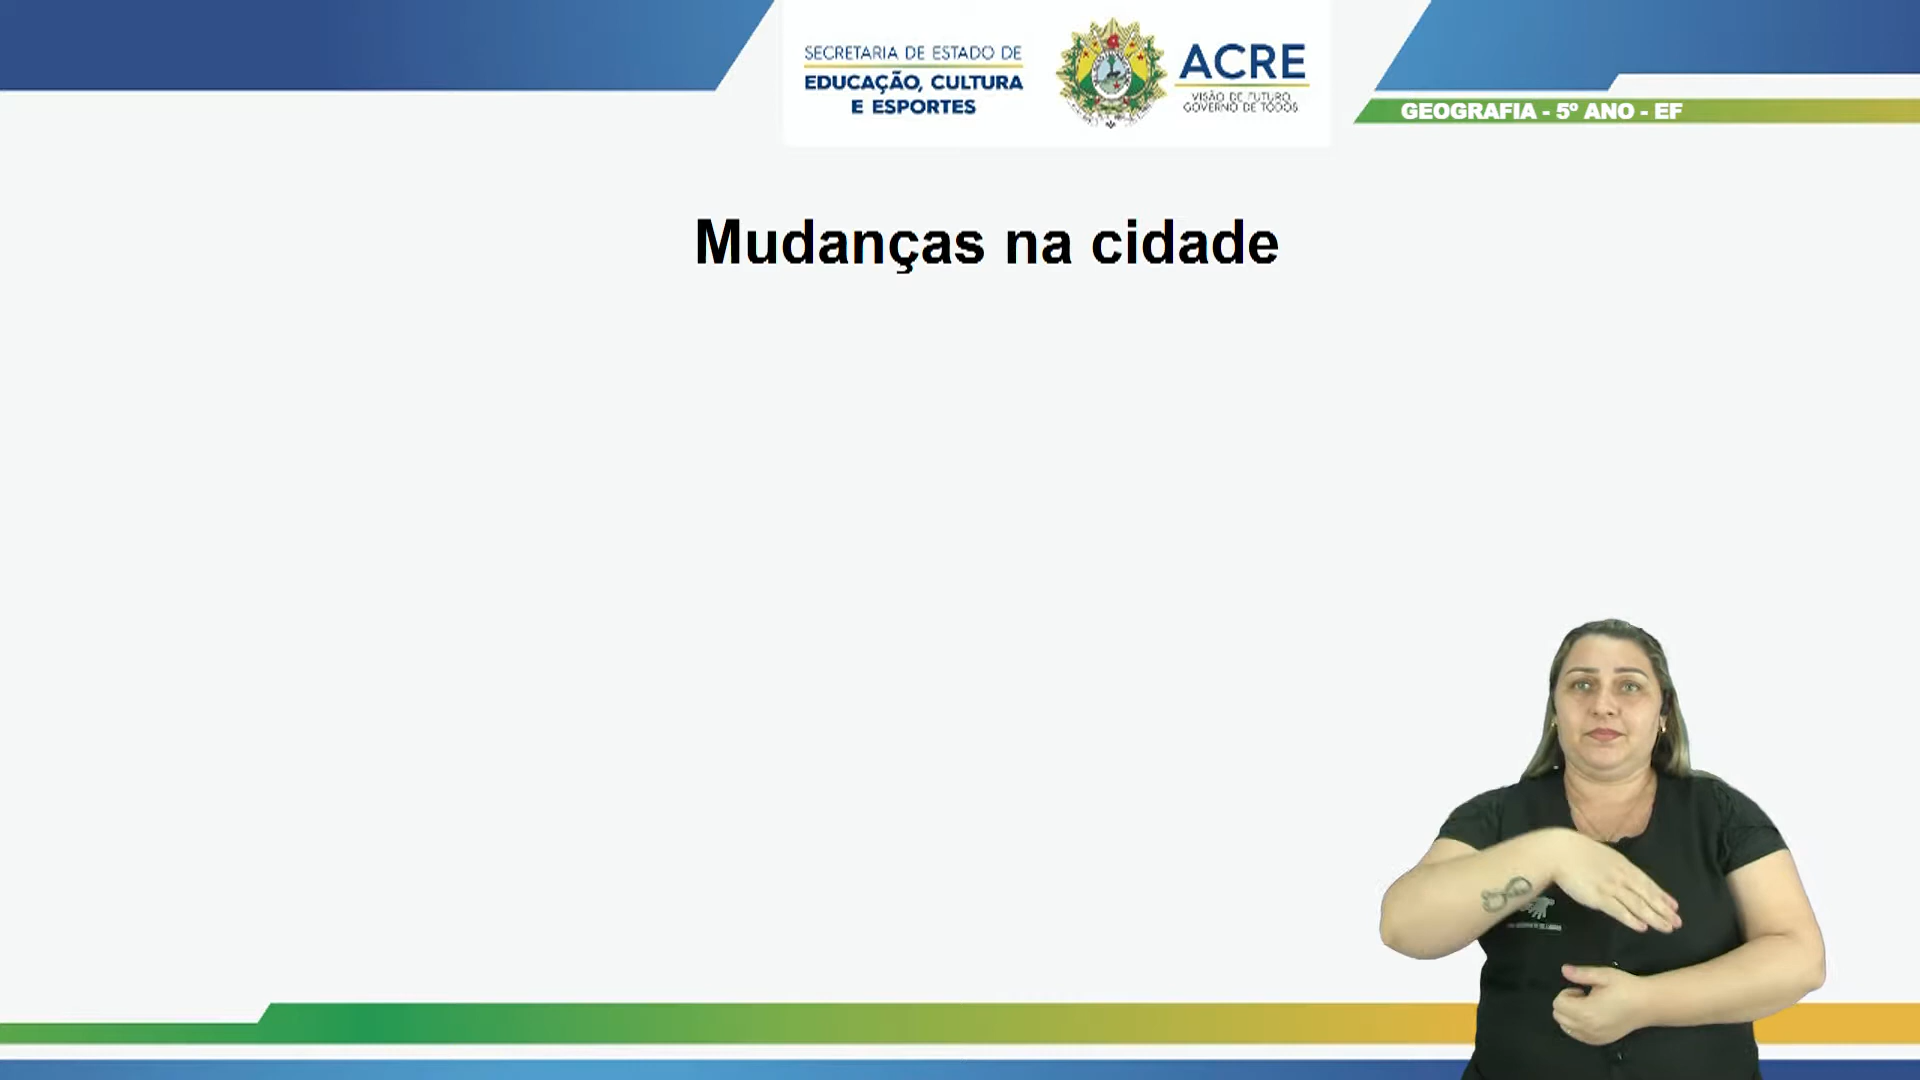 SECRETARIA DE ESTADO DE
EDUCAÇÃO, CULTURA
E ESPORTES
ACRE
VISÃO DE FUTURO,
GOVERNO DE TODOS
GEOGRAFIA - 5º ANO - EF
Mudanças na cidade